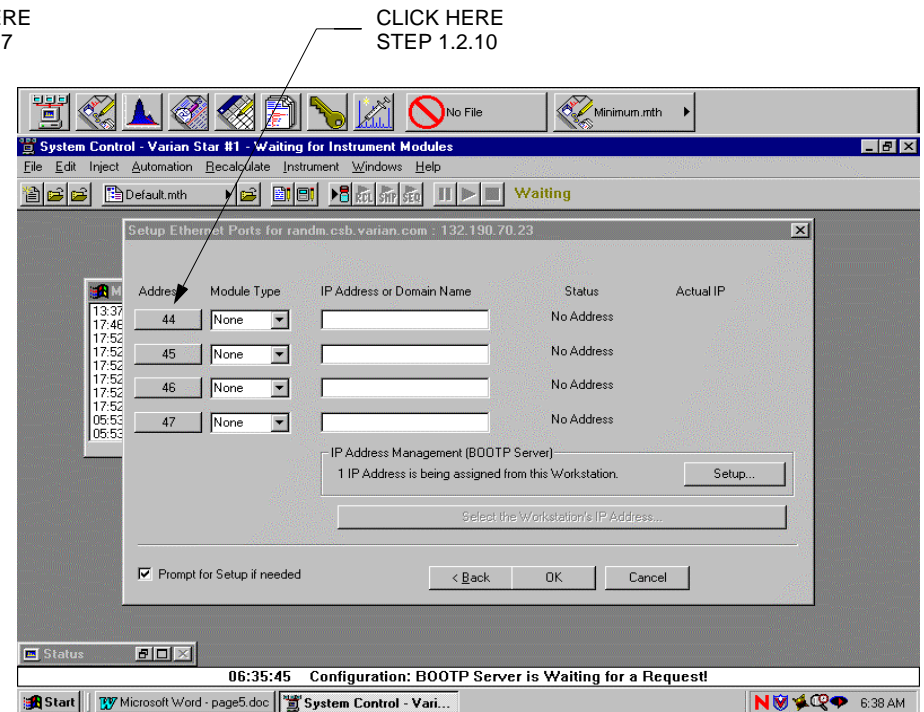 ERE
7
CLICK HERE
STEP 1.2.10
No File
Minimum.mth
System Control - Varian Star #1 - Waiting for Instrument Modules
File Edit Inject Automation Recalculate Instrument Windows Help
Default.mth
RCL SMP SEQ
Waiting
Setup Ethernet Ports for randm.csb.varian.com : 132.190.70.23
M
Address Module Type IP Address or Domain Name Status Actual IP
13:37
44 None No Address
17:46
17:52
17:52
45 None No Address
17:52
17:52
46 None No Address
17:52
17:52
05:53
47 None No Address
05:53
IP Address Management (BOOTP Server)
1 IP Address is being assigned from this Workstation. Setup...
Select the Workstation's IP Address...
Prompt for Setup if needed
< Back OK Cancel
Status
06:35:45 Configuration: BOOTP Server is Waiting for a Request!
Start Microsoft Word - page5.doc System Control - Vari... N 6:38 AM